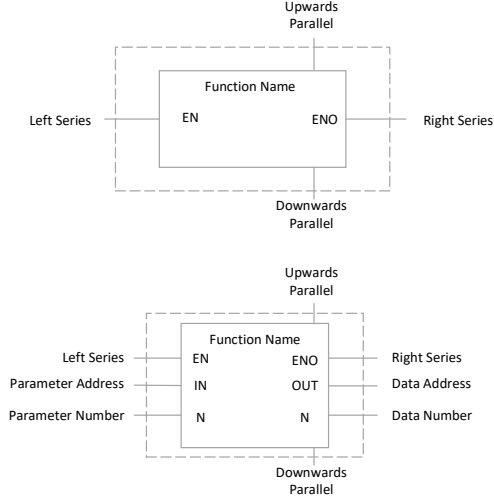 Upwards
Parallel
Function Name
Left Series
EN
ENO
Right Series
Downwards
Parallel
Upwards
Parallel
Function Name
Left Series
EN
ENO
Right Series
Parameter Address
IN
OUT
Data Address
Parameter Number
N
N
Data Number
Downwards
Parallel